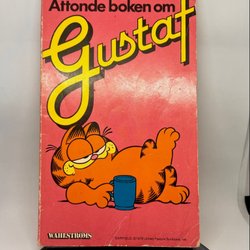 Åttonde boken om
Gustaf
WAHLSTRÖMS